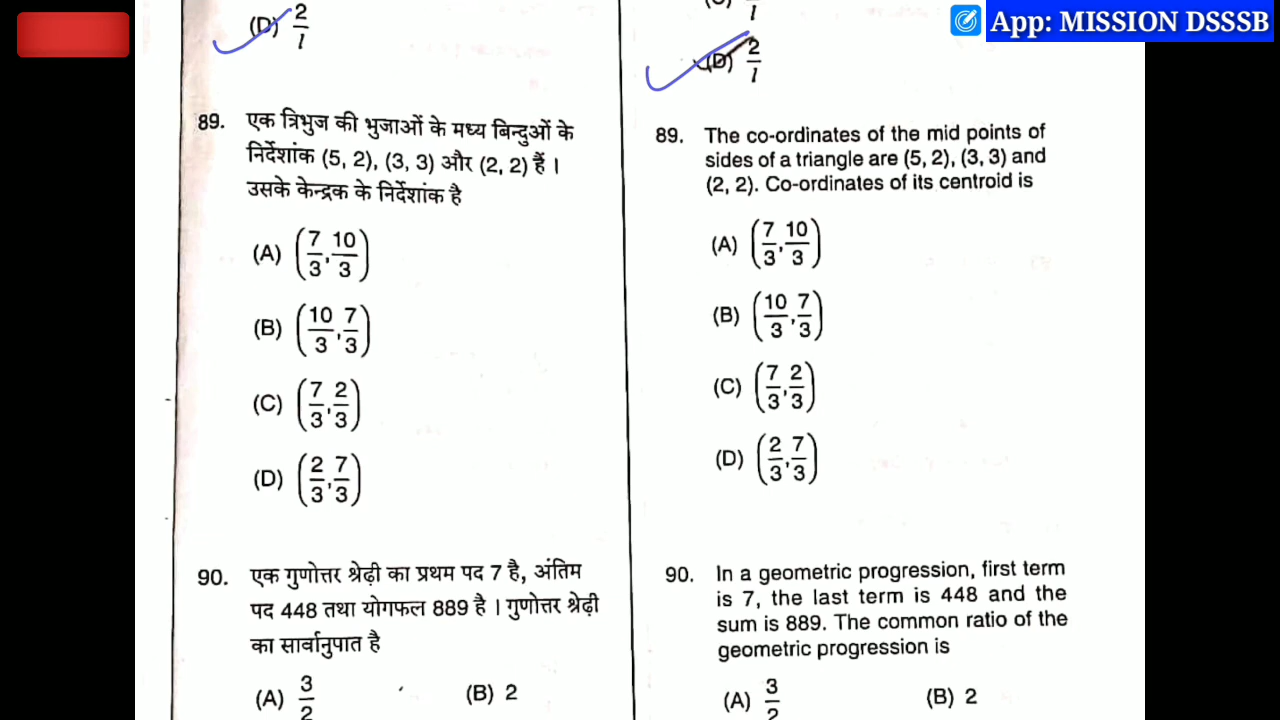 App: MISSION DSSSB
(D) 2/l
(D) 2/l
89. एक त्रिभुज की भुजाओं के मध्य बिन्दुओं के
निर्देशांक (5, 2), (3, 3) और (2, 2) हैं ।
उसके केन्द्रक के निर्देशांक है
(A) (7/3, 10/3)
(B) (10/3, 7/3)
(C) (7/3, 2/3)
(D) (2/3, 7/3)
90. एक गुणोत्तर श्रेढ़ी का प्रथम पद 7 है, अंतिम
पद 448 तथा योगफल 889 है । गुणोत्तर श्रेढ़ी
का सार्वानुपात है
(A) 3/2 (B) 2
89. The co-ordinates of the mid points of
sides of a triangle are (5, 2), (3, 3) and
(2, 2). Co-ordinates of its centroid is
(A) (7/3, 10/3)
(B) (10/3, 7/3)
(C) (7/3, 2/3)
(D) (2/3, 7/3)
90. In a geometric progression, first term
is 7, the last term is 448 and the
sum is 889. The common ratio of the
geometric progression is
(A) 3/2 (B) 2